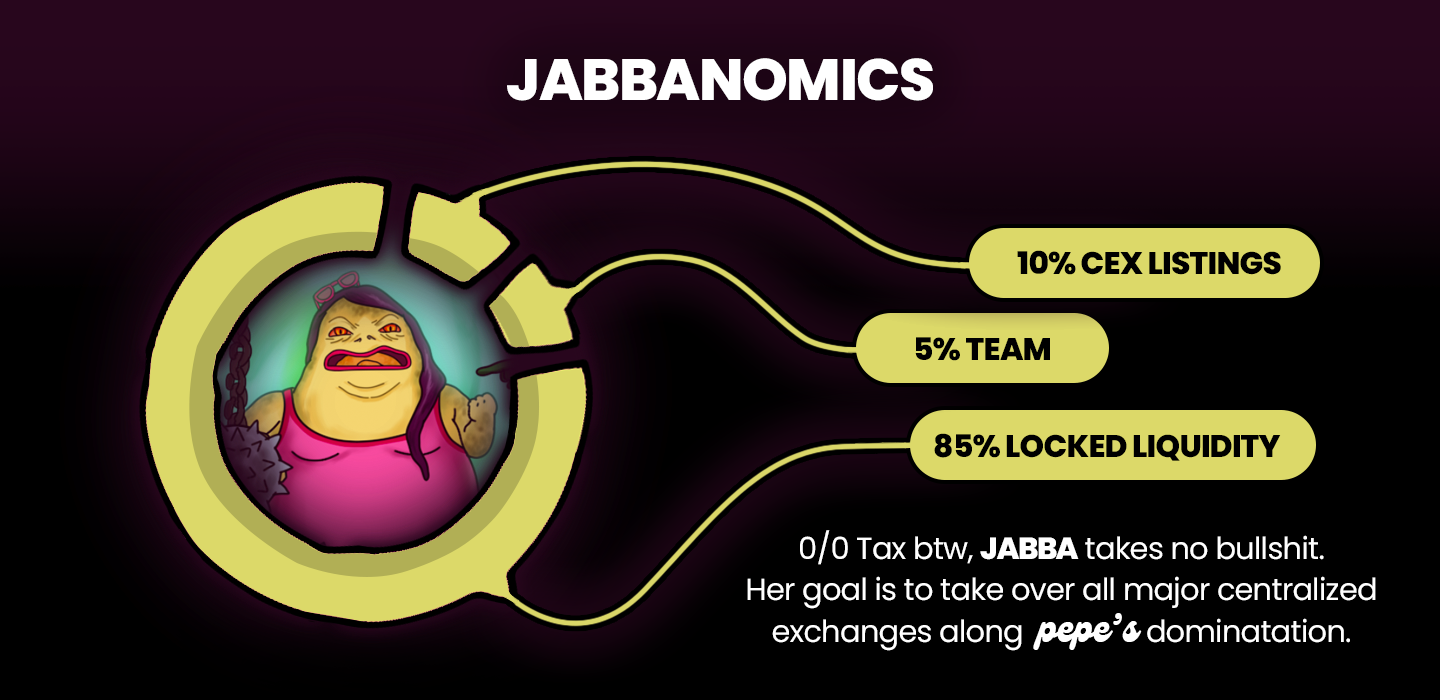 JABBANOMICS
10% CEX LISTINGS
5% TEAM
85% LOCKED LIQUIDITY
0/0 Tax btw, JABBA takes no bullshit.
Her goal is to take over all major centralized
exchanges along pepe's dominatation.